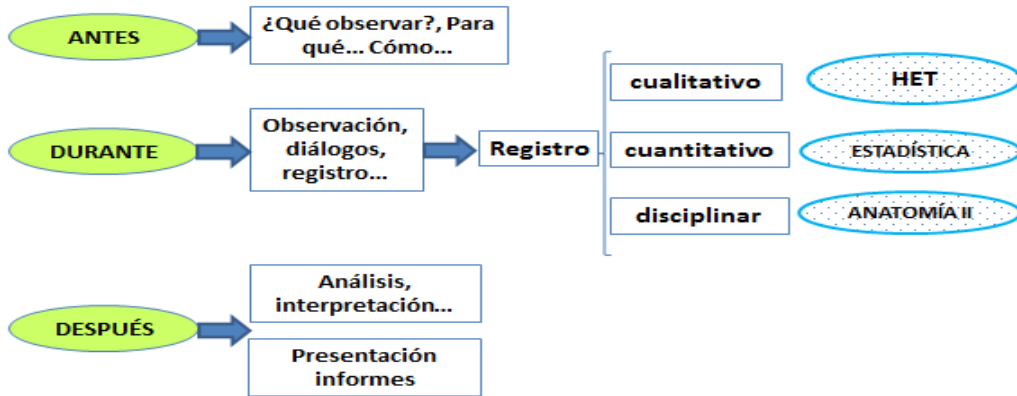 ANTES
¿Qué observar?, Para
qué... Cómo...
DURANTE
Observación,
diálogos,
registro...
Registro
cualitativo
HET
cuantitativo
ESTADÍSTICA
disciplinar
ANATOMÍA II
DESPUÉS
Análisis,
interpretación...
Presentación
informes